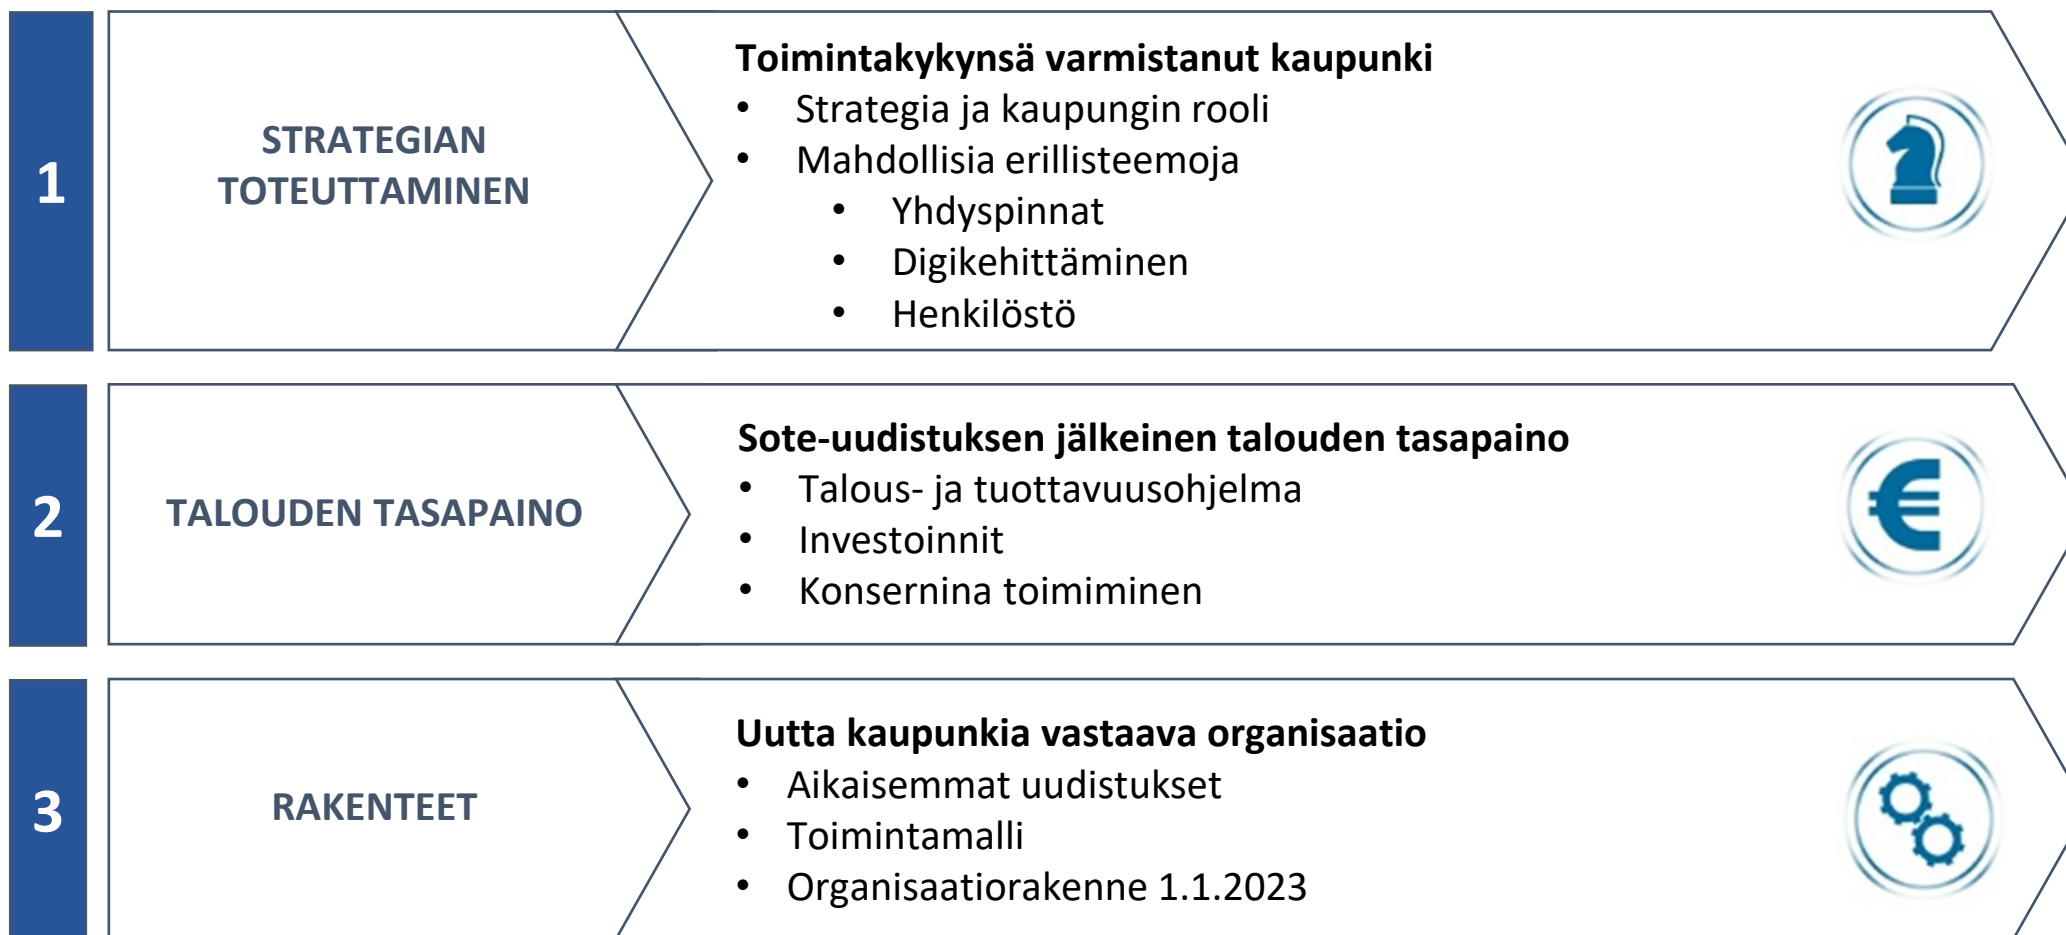 1
STRATEGIAN
TOTEUTTAMINEN
Toimintakykynsä varmistanut kaupunki
• Strategia ja kaupungin rooli
• Mahdollisia erillisteemoja
• Yhdyspinnat
• Digikehittäminen
• Henkilöstö
2
TALOUDEN TASAPAINO
Sote-uudistuksen jälkeinen talouden tasapaino
• Talous- ja tuottavuusohjelma
• Investoinnit
• Konsernina toimiminen
€
3
RAKENTEET
Uutta kaupunkia vastaava organisaatio
• Aikaisemmat uudistukset
• Toimintamalli
• Organisaatiorakenne 1.1.2023